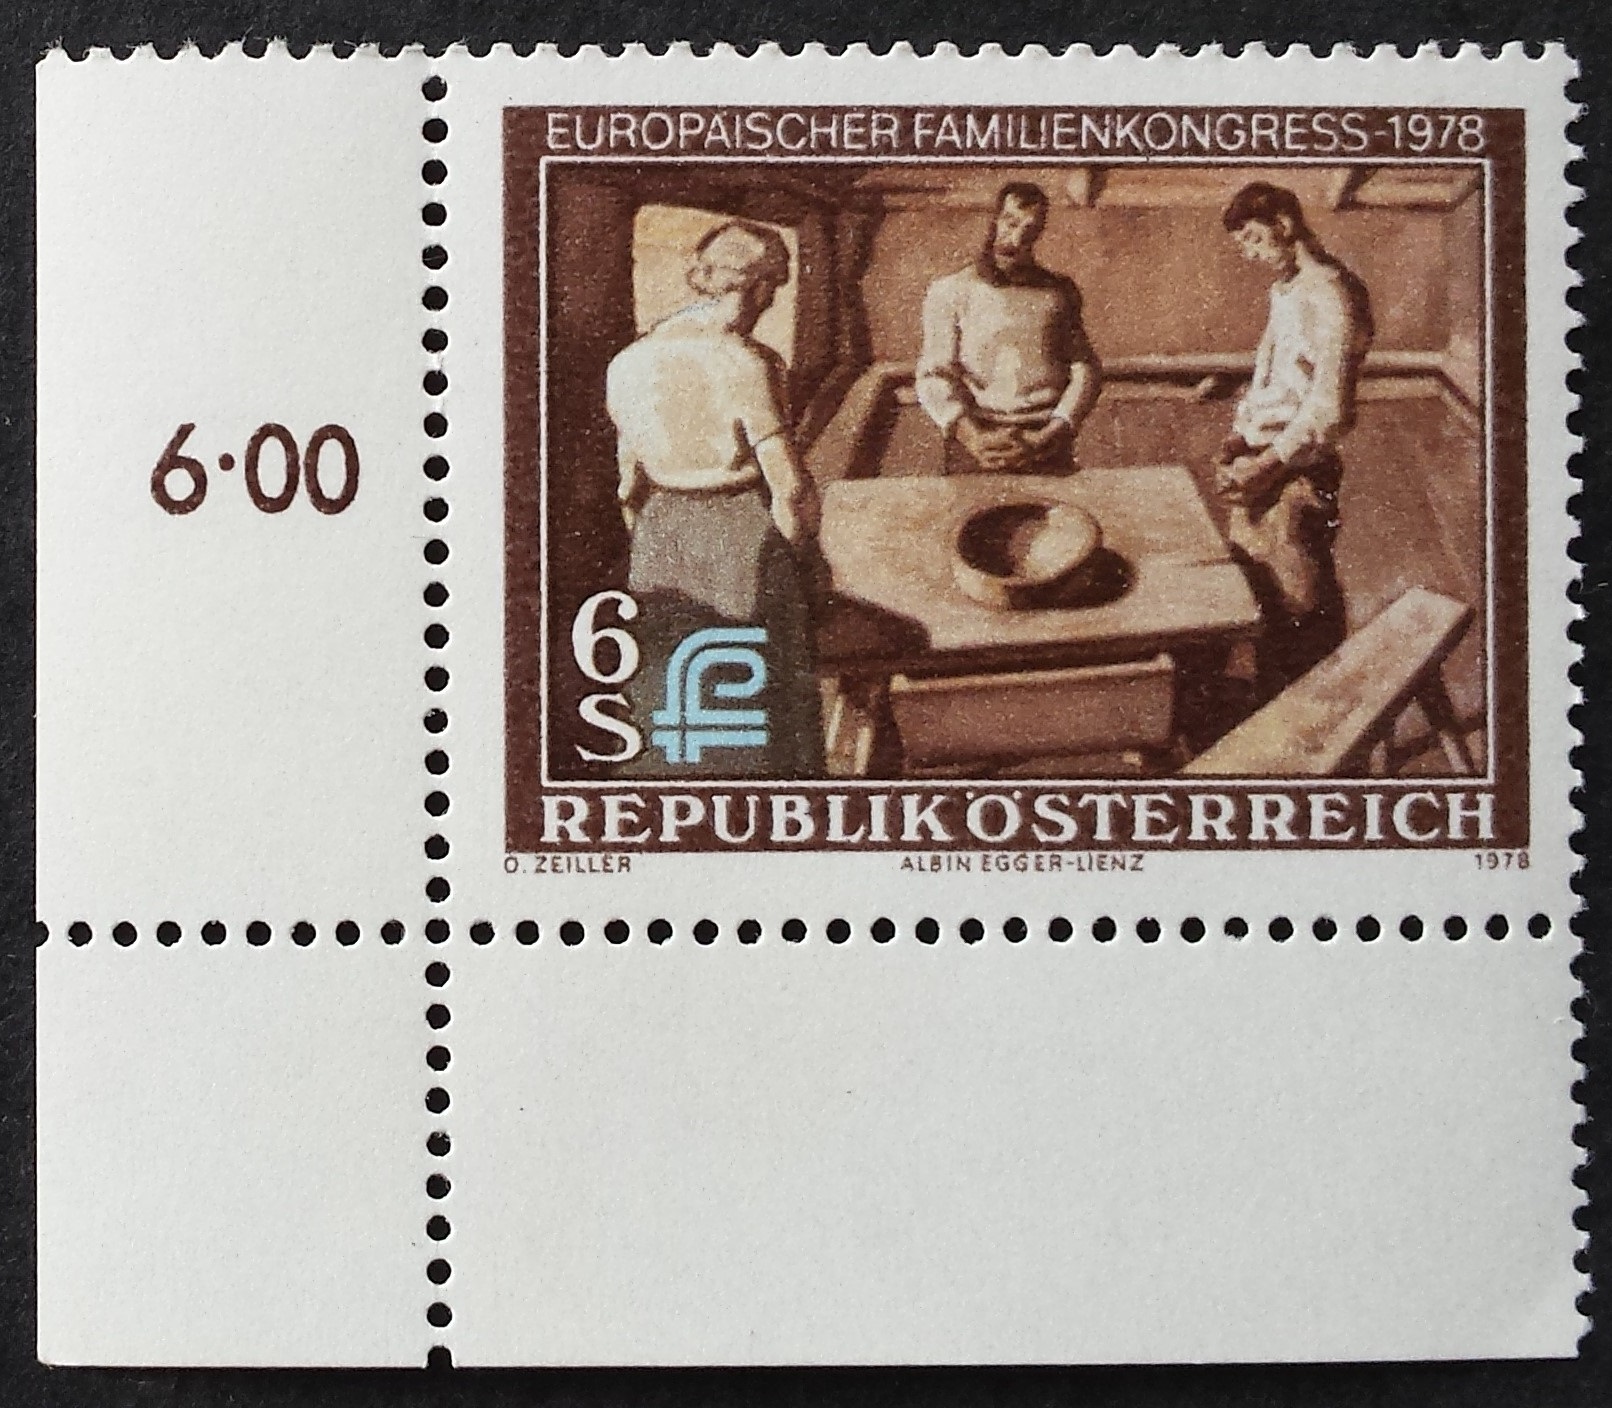 EUROPÄISCHER FAMILIENKONGRESS-1978
6·00
6
S
REPUBLIK ÖSTERREICH
O. ZEILLER ALBIN EGGER-LIENZ 1978